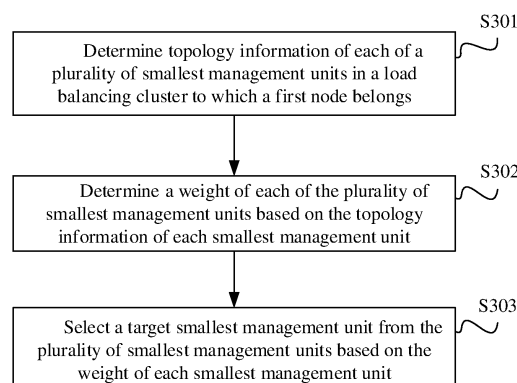 S301
Determine topology information of each of a
plurality of smallest management units in a load
balancing cluster to which a first node belongs
S302
Determine a weight of each of the plurality of
smallest management units based on the topology
information of each smallest management unit
S303
Select a target smallest management unit from the
plurality of smallest management units based on the
weight of each smallest management unit